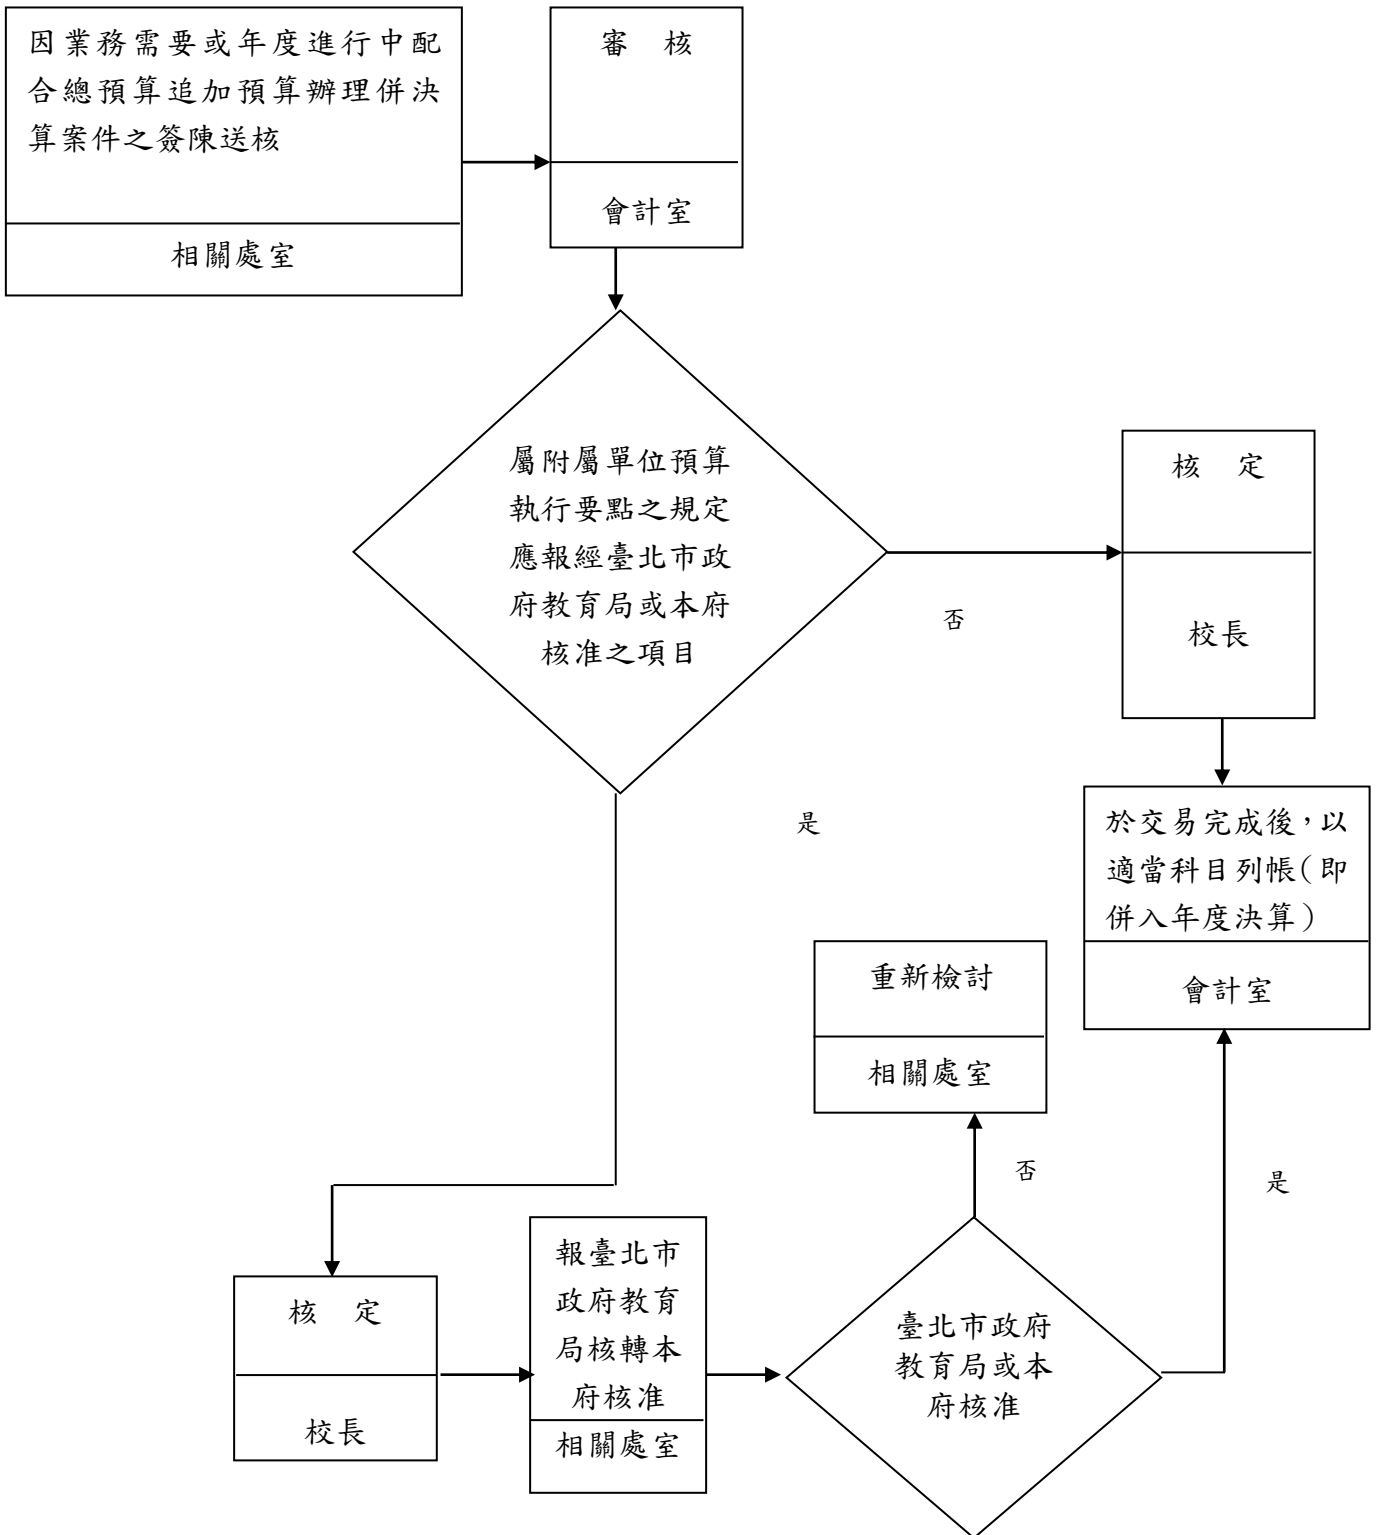 因業務需要或年度進行中配
合總預算追加預算辦理併決
算案件之簽陳送核
相關處室
審 核
會計室
屬附屬單位預算
執行要點之規定
應報經臺北市政
府教育局或本府
核准之項目
否
核 定
校長
是
於交易完成後，以
適當科目列帳(即
併入年度決算)
會計室
重新檢討
相關處室
否
是
核 定
校長
報臺北市
政府教育
局核轉本
府核准
相關處室
臺北市政府
教育局或本
府核准